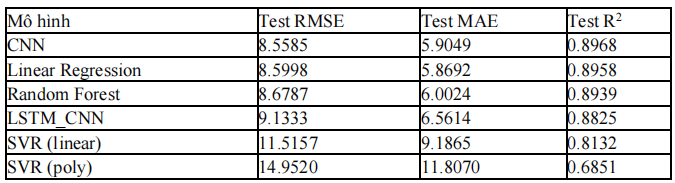 Mô hình Test RMSE Test MAE Test R²
CNN 8.5585 5.9049 0.8968
Linear Regression 8.5998 5.8692 0.8958
Random Forest 8.6787 6.0024 0.8939
LSTM_CNN 9.1333 6.5614 0.8825
SVR (linear) 11.5157 9.1865 0.8132
SVR (poly) 14.9520 11.8070 0.6851